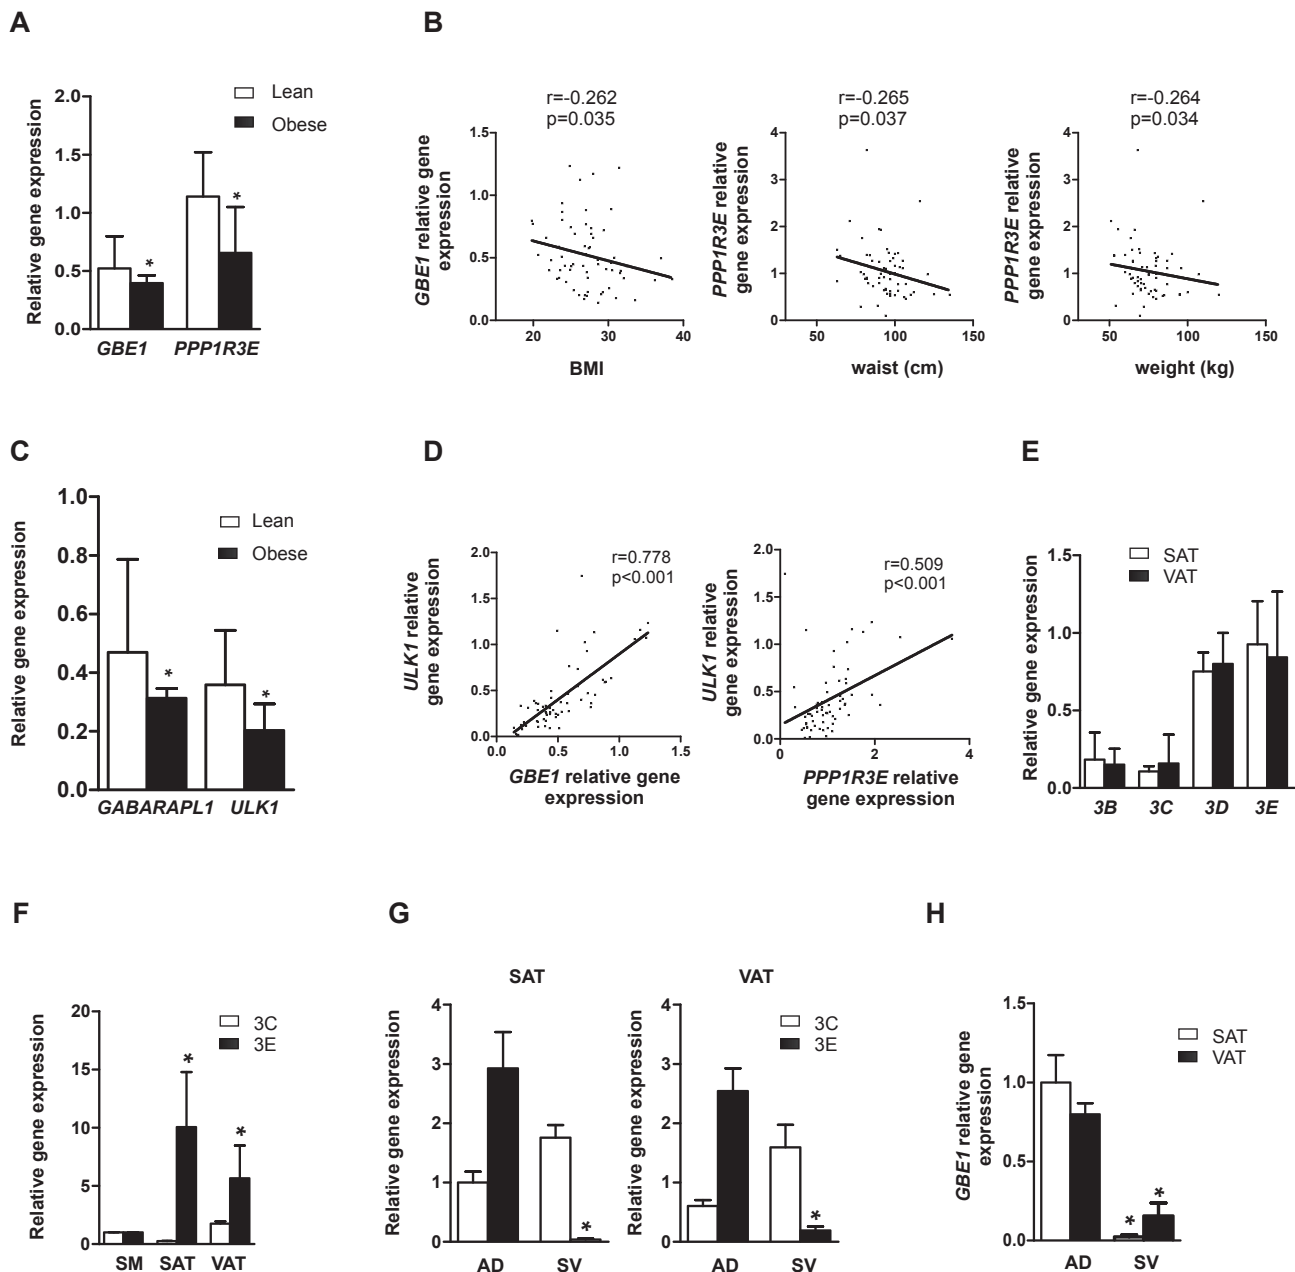 A
B
Lean
Obese
Relative gene expression
2.0
1.5
1.0
0.5
0.0
*
*
GBE1
PPP1R3E
r=-0.262
p=0.035
GBE1 relative gene
expression
1.5
1.0
0.5
0.0
20
30
40
BMI
r=-0.265
p=0.037
PPP1R3E relative
gene expression
4
3
2
1
0
50
100
150
waist (cm)
r=-0.264
p=0.034
PPP1R3E relative
gene expression
4
3
2
1
0
50
100
150
weight (kg)
C
D
E
Lean
Obese
Relative gene expression
1.0
0.8
0.6
0.4
0.2
0.0
*
*
GABARAPL1
ULK1
r=0.778
p<0.001
ULK1 relative
gene expression
2.0
1.5
1.0
0.5
0.0
0.0
0.5
1.0
1.5
GBE1 relative gene
expression
r=0.509
p<0.001
ULK1 relative
gene expression
2.0
1.5
1.0
0.5
0.0
0
2
4
PPP1R3E relative
gene expression
SAT
VAT
Relative gene expression
1.5
1.0
0.5
0.0
3B
3C
3D
3E
F
G
H
3C
3E
Relative gene expression
20
15
10
5
0
*
*
SM
SAT
VAT
SAT
Relative gene expression
4
3
2
1
0
*
AD
SV
VAT
3C
3E
Relative gene expression
4
3
2
1
0
*
AD
SV
SAT
VAT
GBE1 relative gene
expression
1.5
1.0
0.5
0.0
*
*
AD
SV